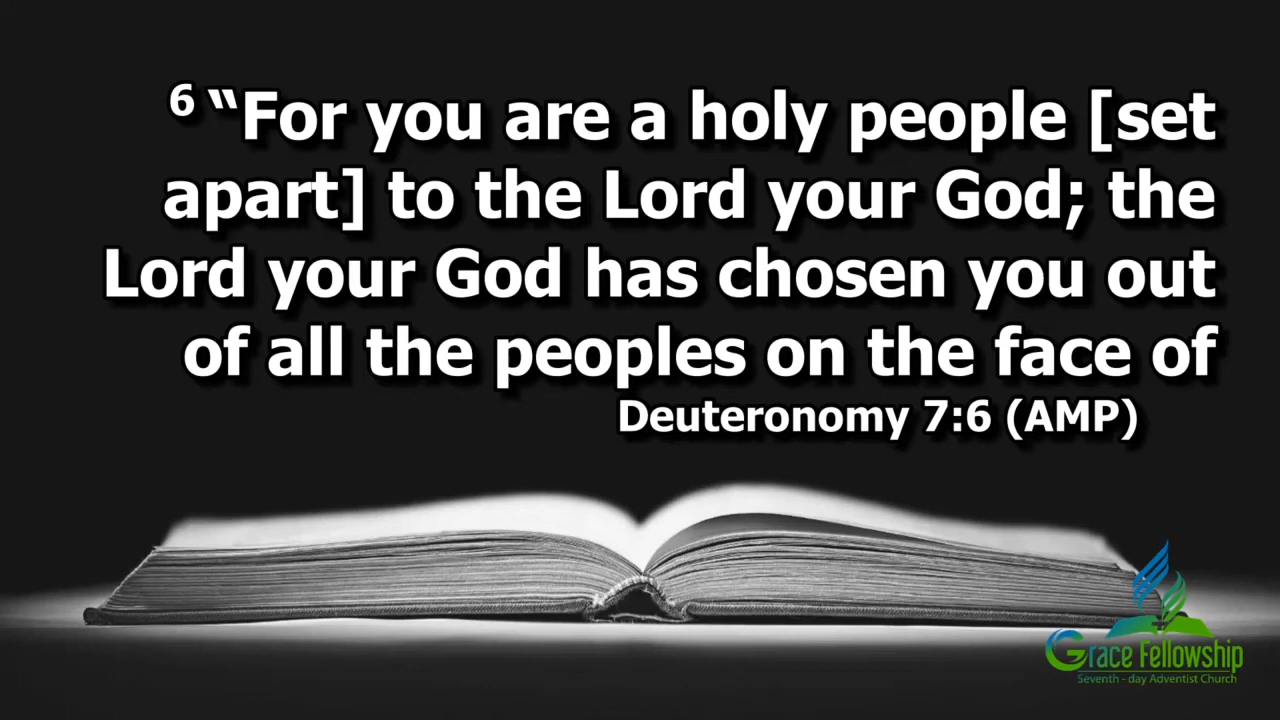 6 “For you are a holy people [set
apart] to the Lord your God; the
Lord your God has chosen you out
of all the peoples on the face of
Deuteronomy 7:6 (AMP)
Grace Fellowship
Seventh - day Adventist Church